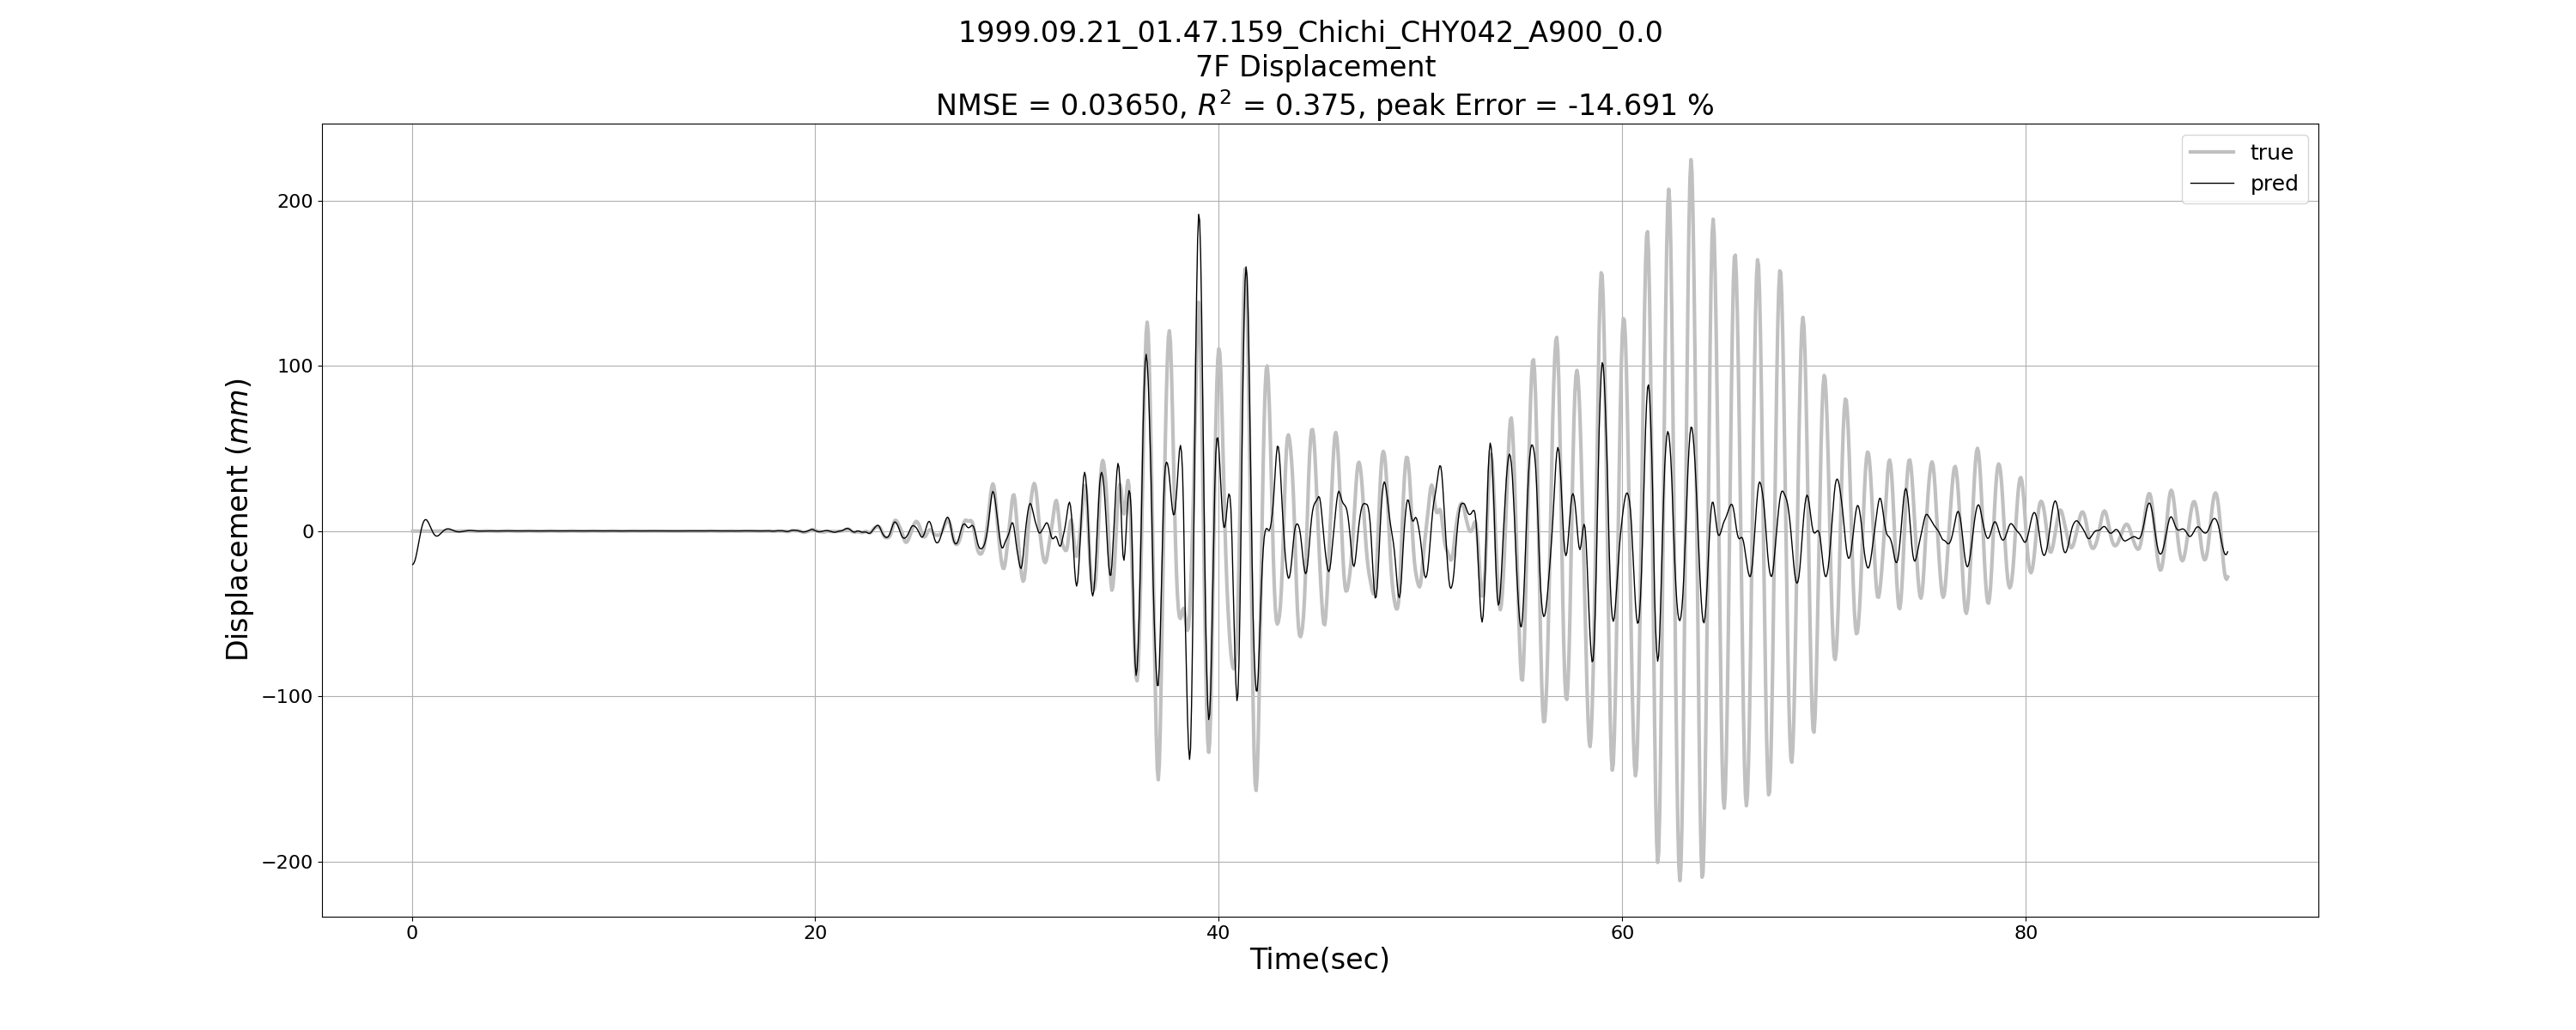 1999.09.21_01.47.159_Chichi_CHY042_A900_0.0
7F Displacement
NMSE = 0.03650, R² = 0.375, peak Error = -14.691 %
true
pred
200
100
0
−100
−200
Displacement (mm)
0 20 40 60 80
Time(sec)